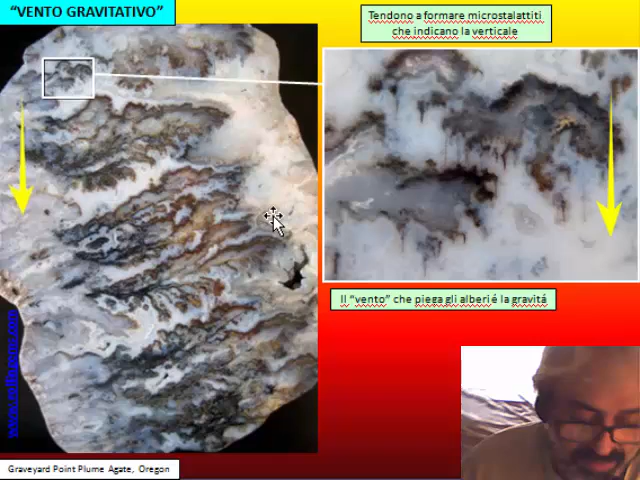 “VENTO GRAVITATIVO”
Tendono a formare microstalattiti
che indicano la verticale
Il “vento” che piega gli alberi é la gravitá
Graveyard Point Plume Agate, Oregon